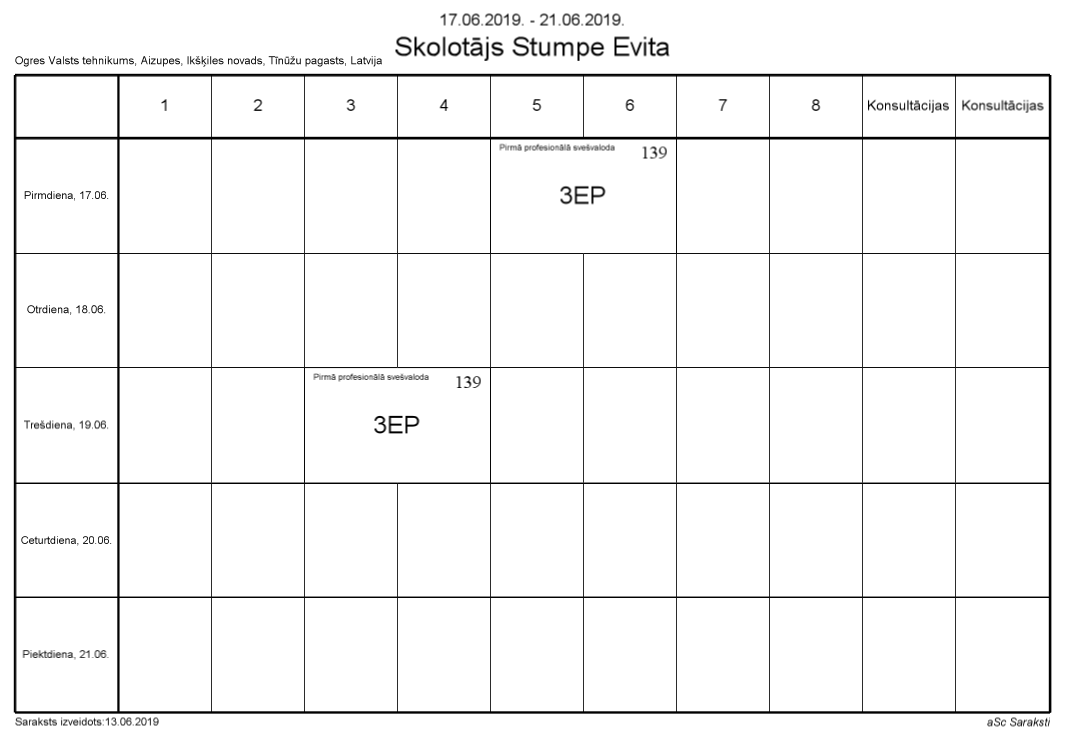 17.06.2019. - 21.06.2019.
Skolotājs Stumpe Evita
Ogres Valsts tehnikums, Aizupes, Ikšķiles novads, Tīnūžu pagasts, Latvija
1 2 3 4 5 6 7 8 Konsultācijas Konsultācijas
Pirmā profesionālā svešvaloda 139
Pirmdiena, 17.06. 3EP
Otrdiena, 18.06.
Pirmā profesionālā svešvaloda 139
Trešdiena, 19.06. 3EP
Ceturtdiena, 20.06.
Piektdiena, 21.06.
Saraksts izveidots:13.06.2019 aSc Saraksti